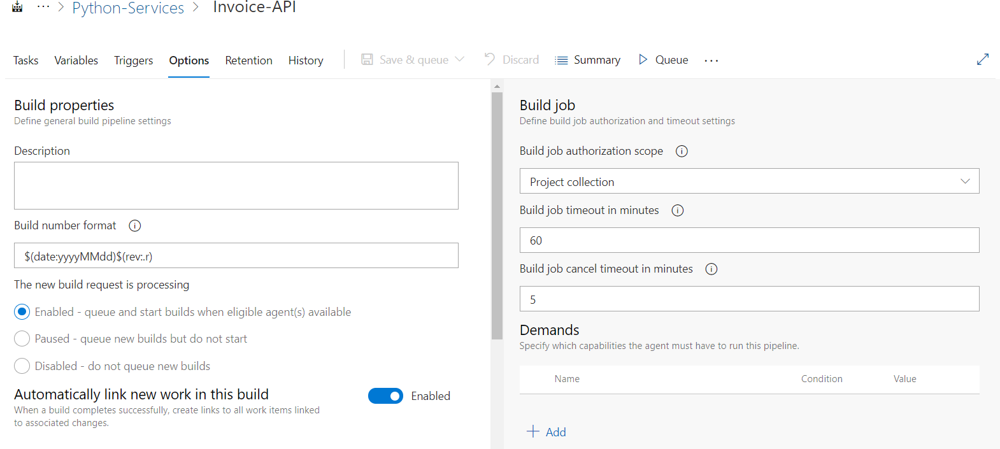 ... > Python-Services > Invoice-API
Tasks Variables Triggers Options Retention History Save & queue Discard Summary Queue ...
Build properties
Define general build pipeline settings
Description
Build number format
$(date:yyyyMMdd)$(rev:.r)
The new build request is processing
Enabled - queue and start builds when eligible agent(s) available
Paused - queue new builds but do not start
Disabled - do not queue new builds
Automatically link new work in this build
Enabled
When a build completes successfully, create links to all work items linked
to associated changes.
Build job
Define build job authorization and timeout settings
Build job authorization scope
Project collection
Build job timeout in minutes
60
Build job cancel timeout in minutes
5
Demands
Specify which capabilities the agent must have to run this pipeline.
Name Condition Value
+ Add